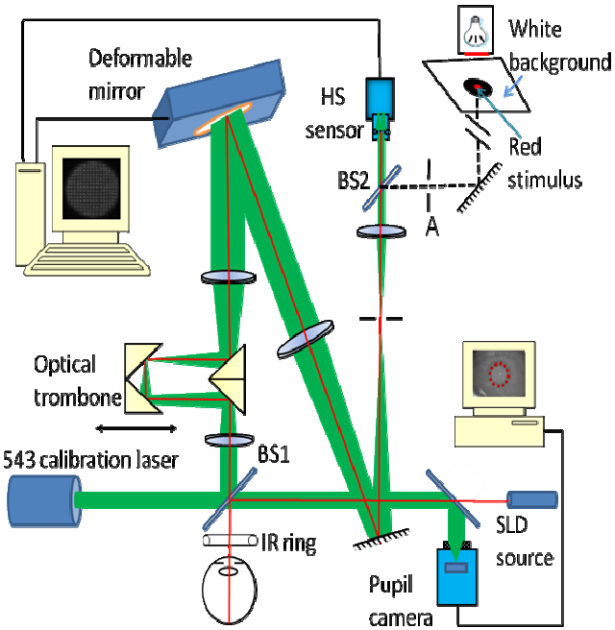 White
background
Deformable
mirror
HS
sensor
Red
stimulus
BS2
A
Optical
trombone
BS1
543 calibration laser
IR ring
SLD
source
Pupil
camera